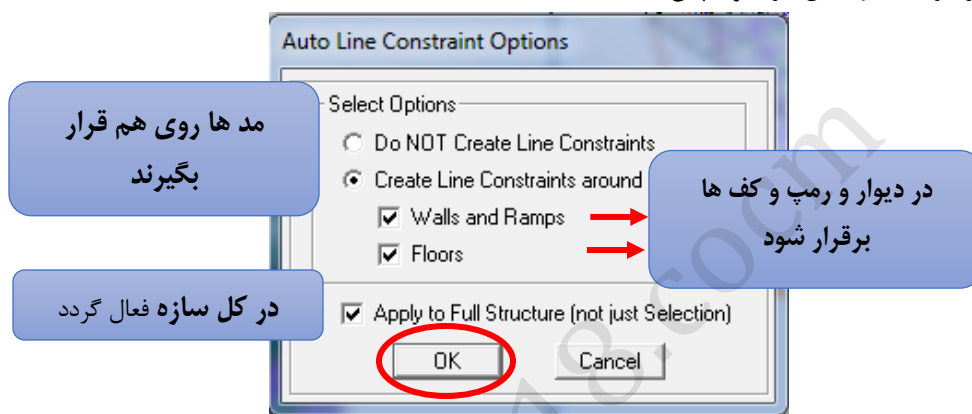 Auto Line Constraint Options
Select Options
Do NOT Create Line Constraints
Create Line Constraints around
Walls and Ramps
Floors
Apply to Full Structure (not just Selection)
OK
Cancel
مد ها روی هم قرار
بگیرند
در دیوار و رمپ و کف ها
برقرار شود
در کل سازه فعال گردد